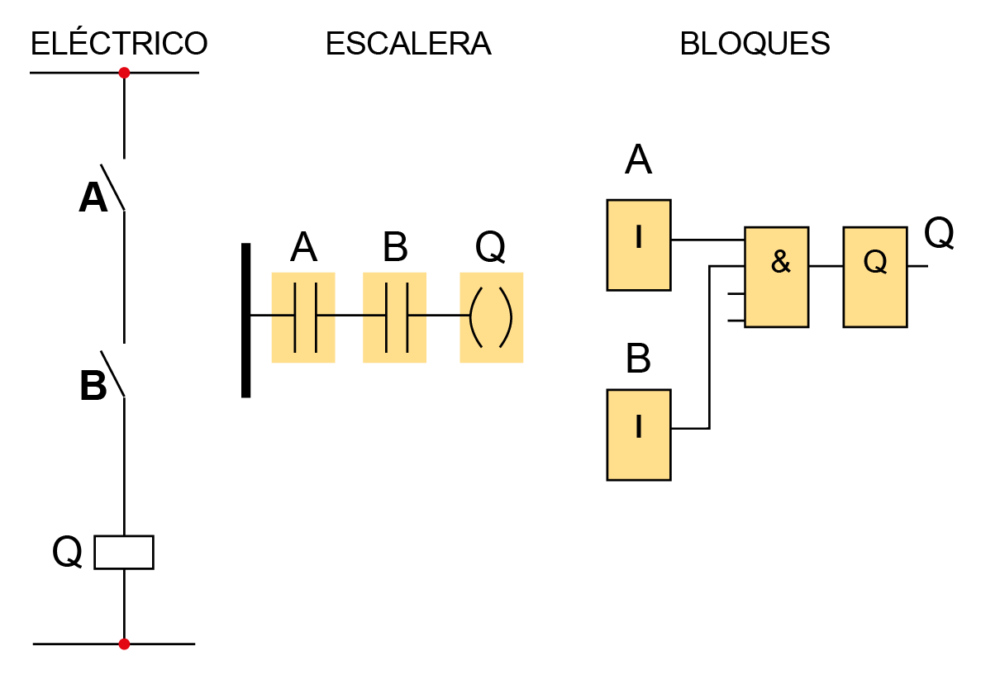 ELÉCTRICO
ESCALERA
BLOQUES
A
B
Q
A B Q
A
I
B
I
&
Q
Q